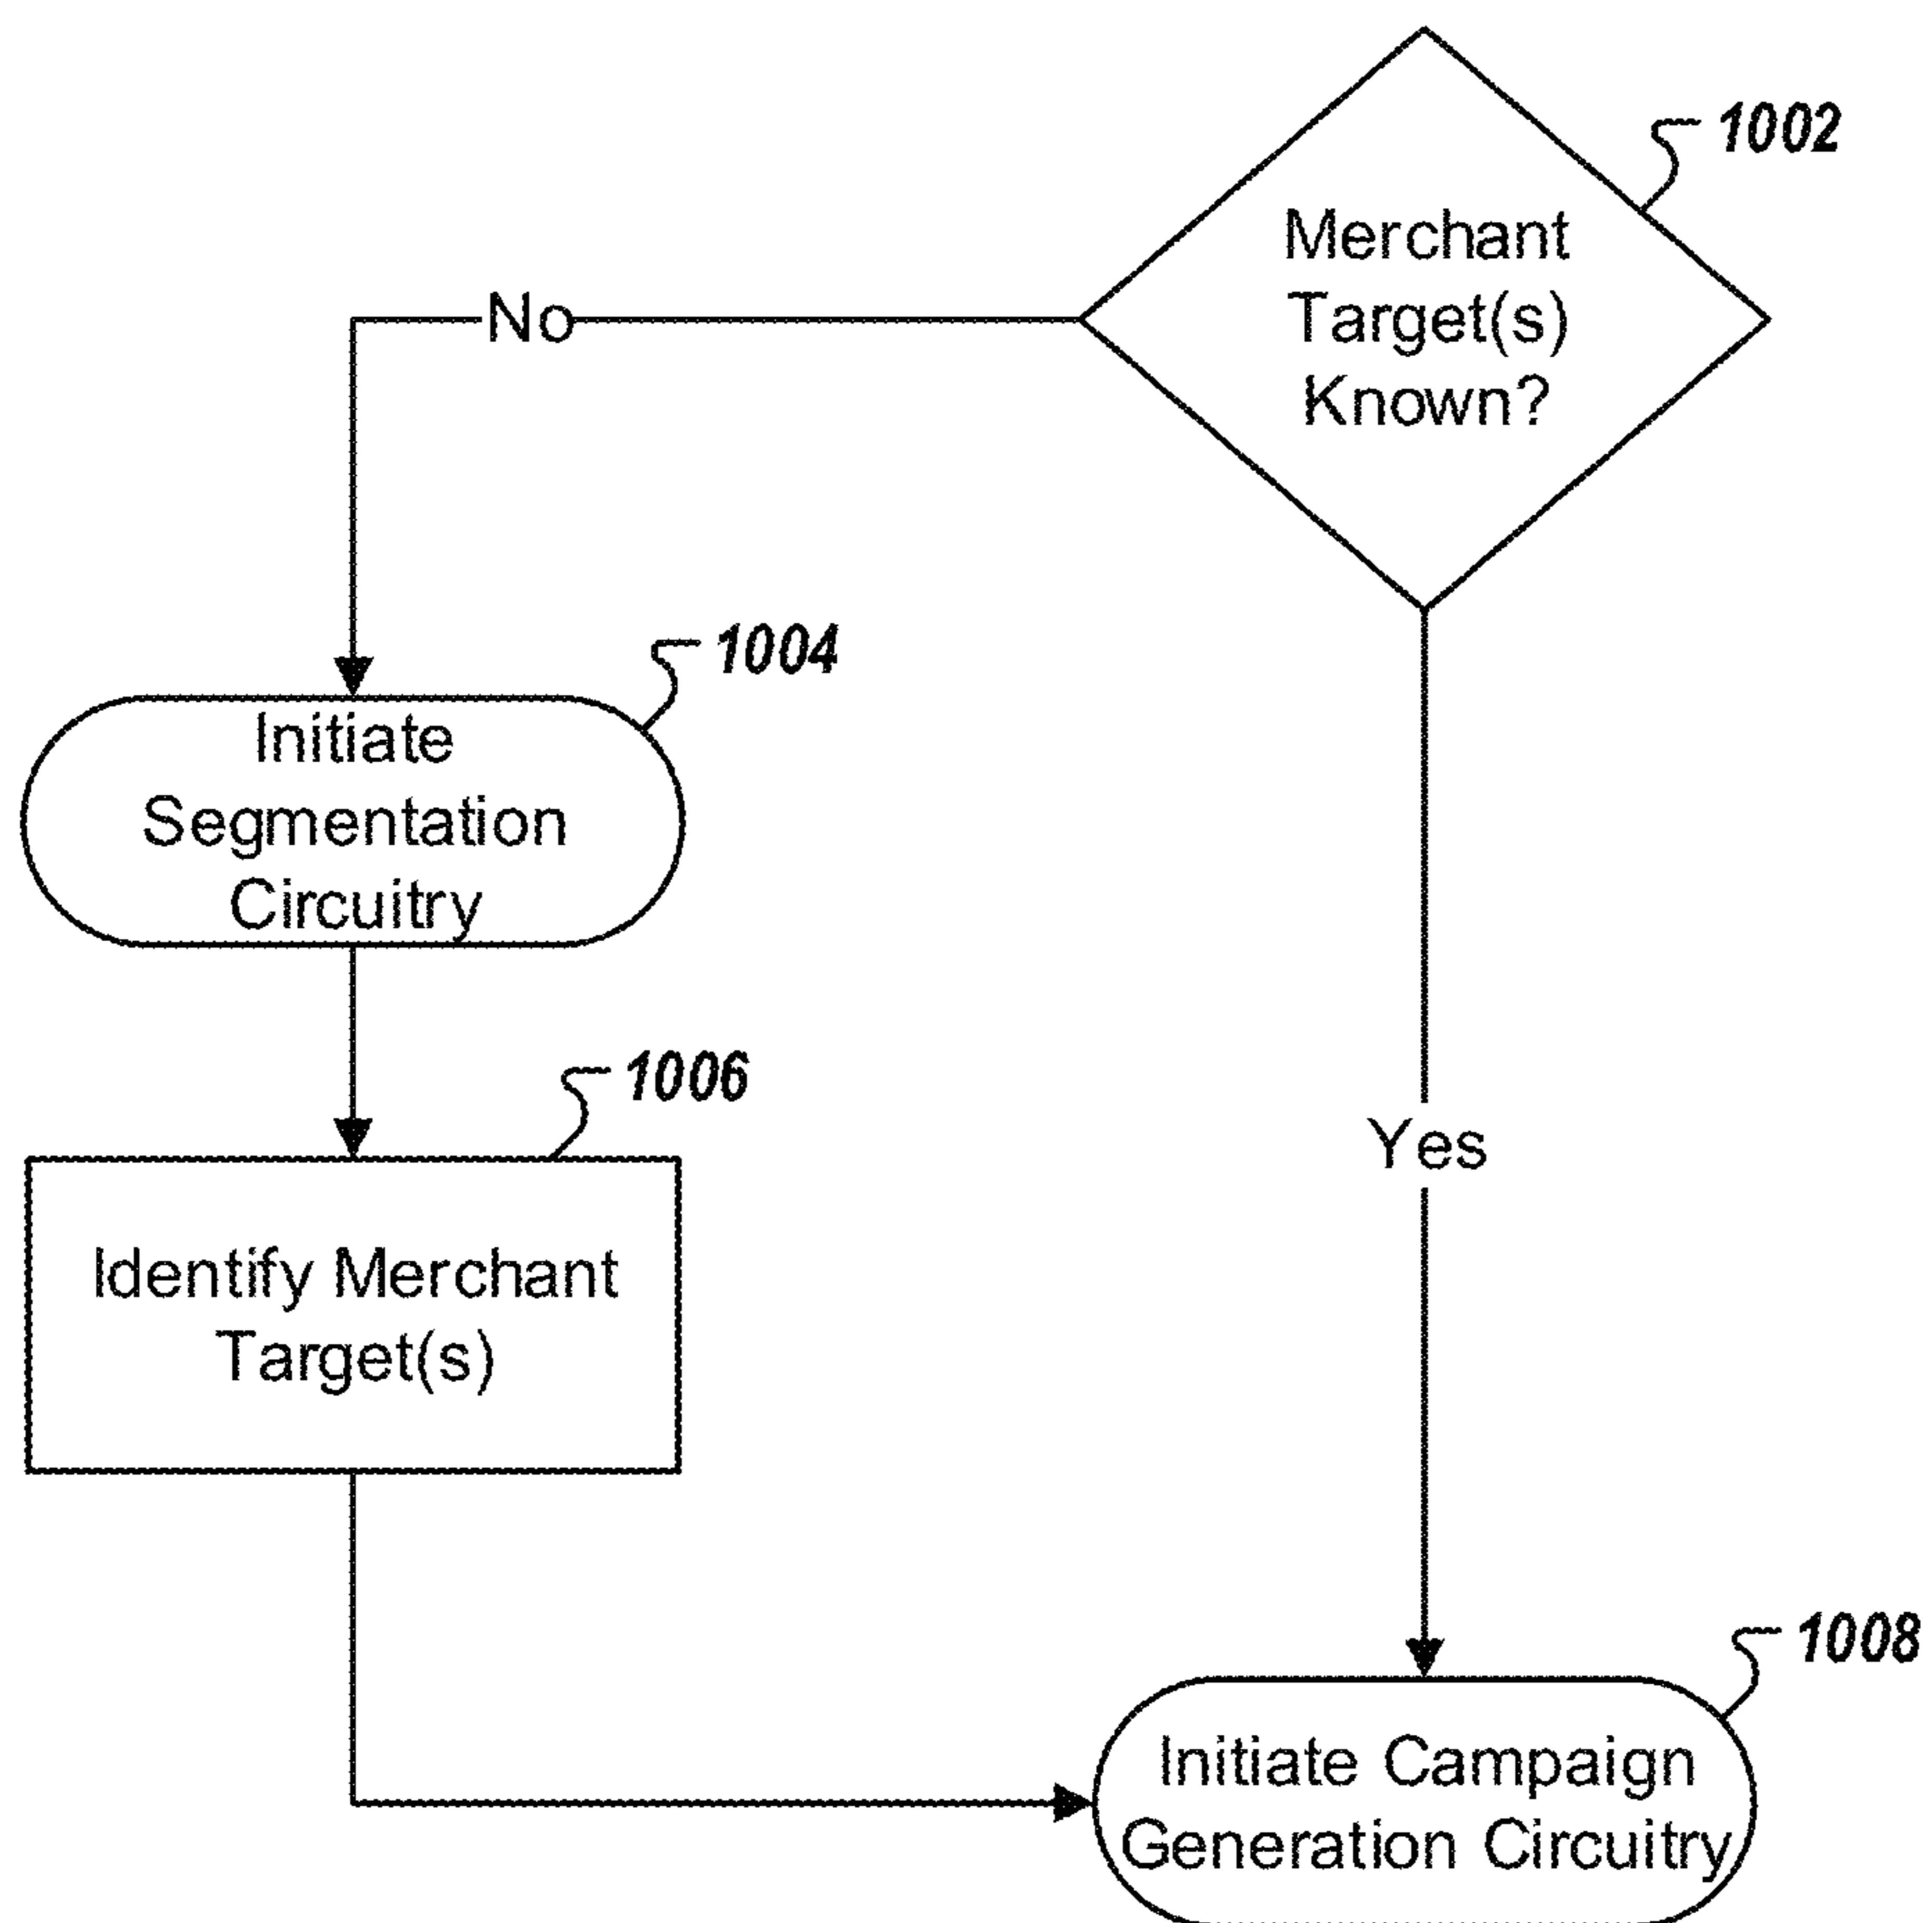 1002
Merchant
Target(s)
Known?
No
1004
Initiate
Segmentation
Circuitry
1006
Identify Merchant
Target(s)
Yes
1008
Initiate Campaign
Generation Circuitry